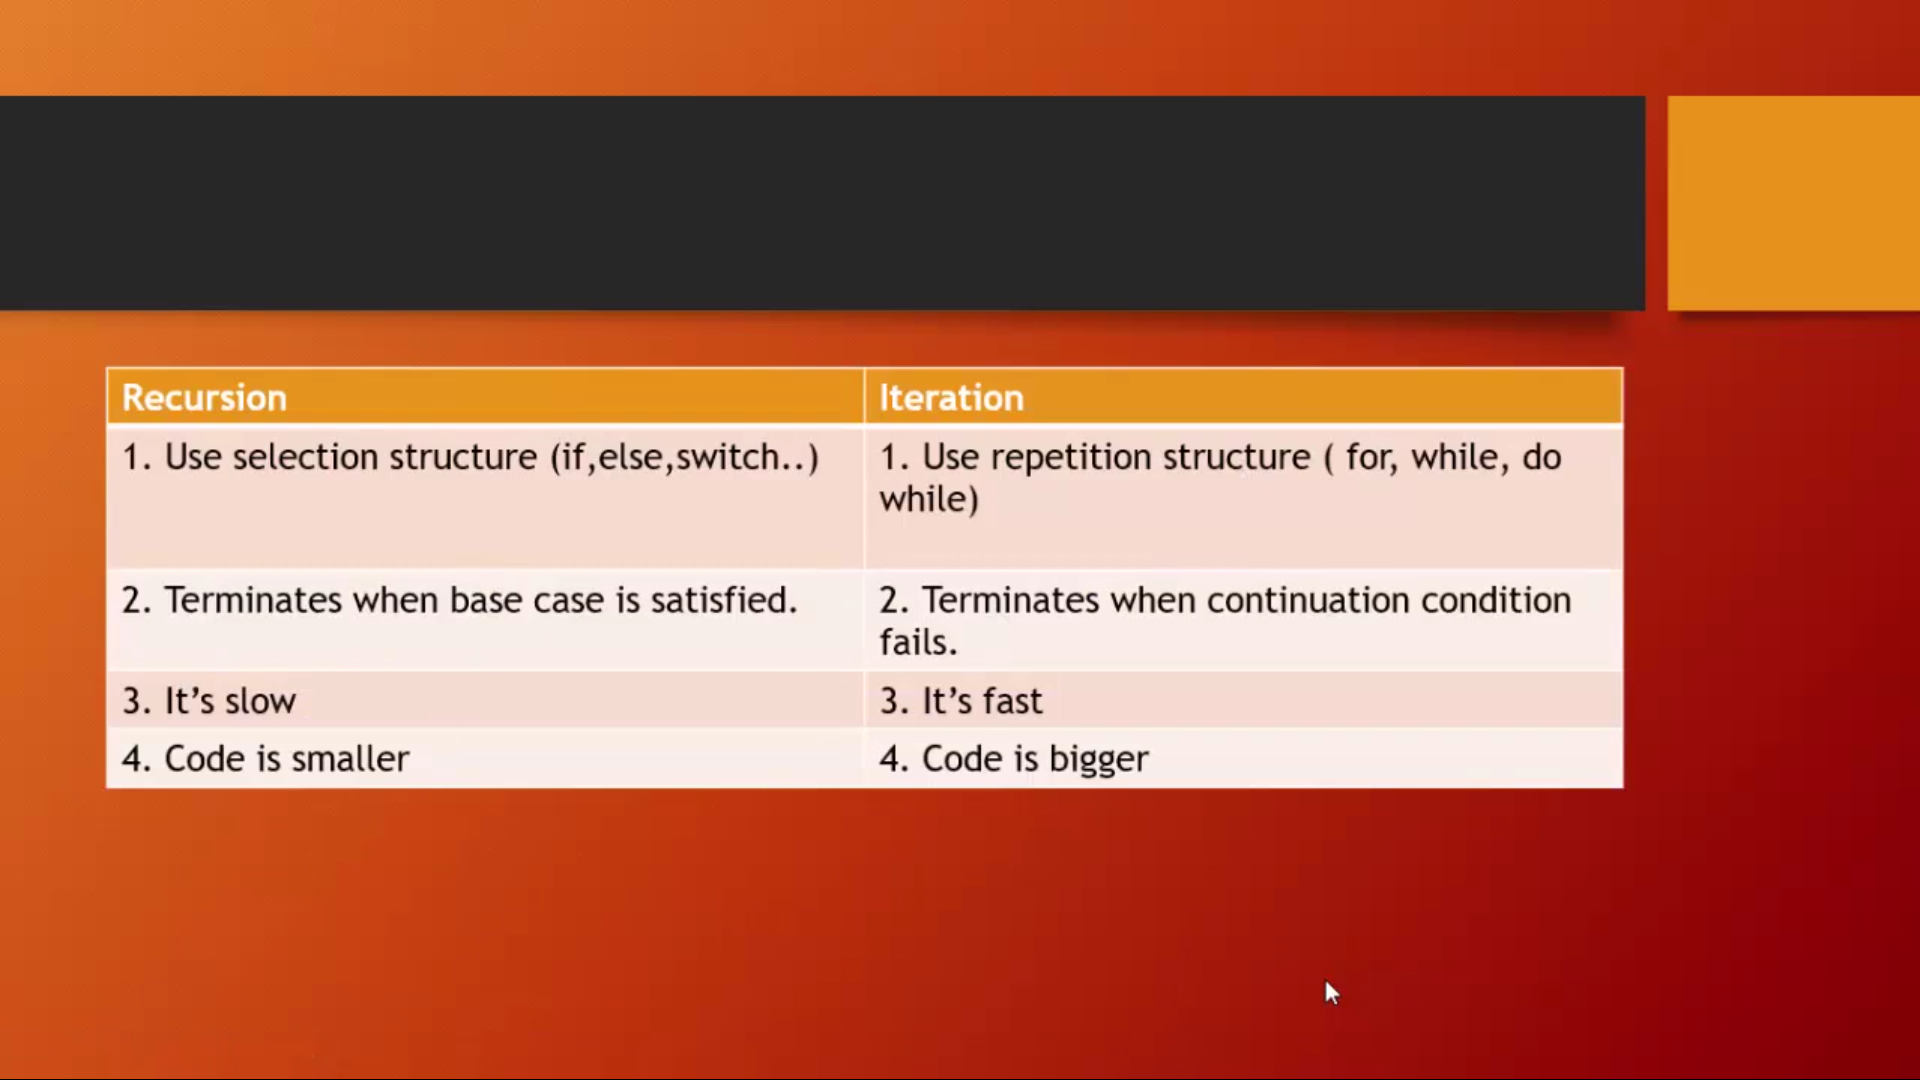 Recursion
Iteration
1. Use selection structure (if,else,switch..)
1. Use repetition structure ( for, while, do
while)
2. Terminates when base case is satisfied.
2. Terminates when continuation condition
fails.
3. It’s slow
3. It’s fast
4. Code is smaller
4. Code is bigger